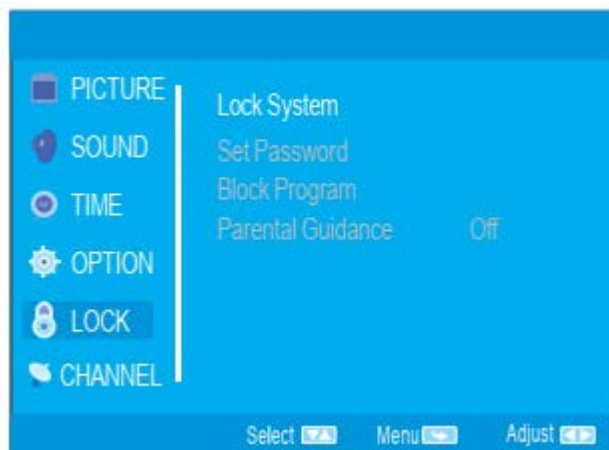 PICTURE
SOUND
TIME
OPTION
LOCK
CHANNEL
Lock System
Set Password
Block Program
Parental Guidance Off
Select Menu Adjust